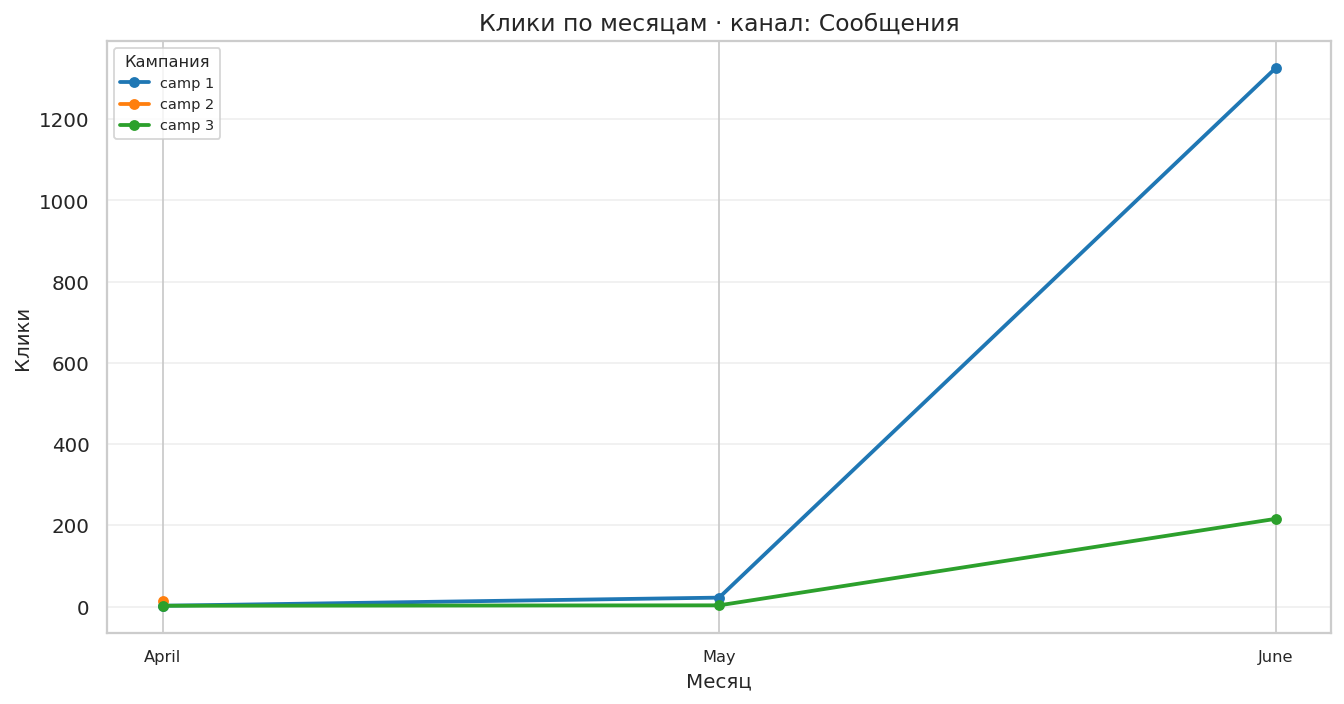 Клики по месяцам · канал: Сообщения
Кампания
camp 1
camp 2
camp 3
Клики
1200
1000
800
600
400
200
0
April
May
June
Месяц